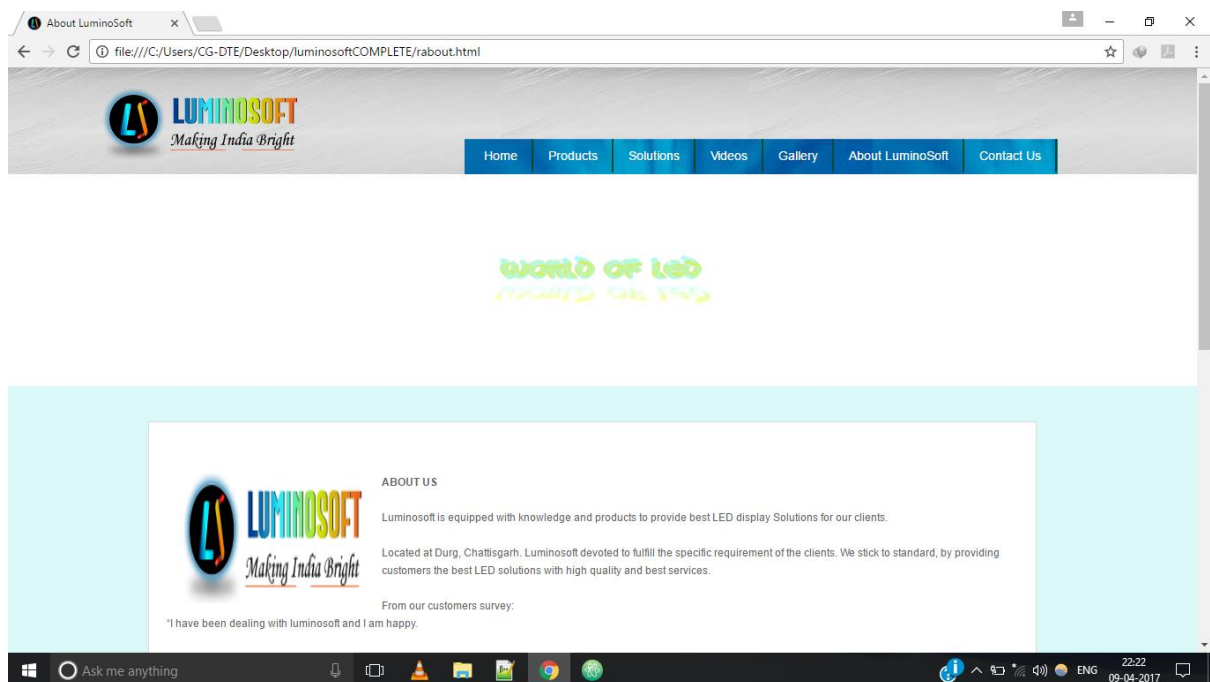 About LuminoSoft
file:///C:/Users/CG-DTE/Desktop/luminosoftCOMPLETE/rabout.html
LS LUMINOSOFT
Making India Bright
Home Products Solutions Videos Gallery About LuminoSoft Contact Us
WORLD OF LED
WORLD OF LED
LS LUMINOSOFT
Making India Bright
ABOUT US
Luminosoft is equipped with knowledge and products to provide best LED display Solutions for our clients.
Located at Durg, Chattisgarh. Luminosoft devoted to fulfill the specific requirement of the clients. We stick to standard, by providing
customers the best LED solutions with high quality and best services.
From our customers survey:
"I have been dealing with luminosoft and I am happy.
Ask me anything
ENG
22:22
09-04-2017